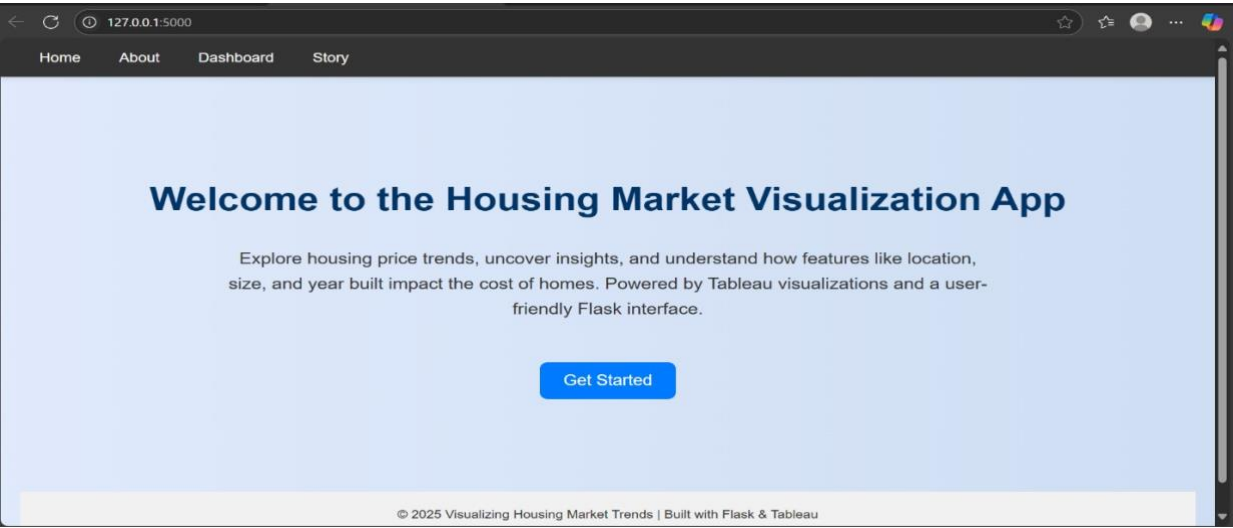 127.0.0.1:5000
Home About Dashboard Story
Welcome to the Housing Market Visualization App
Explore housing price trends, uncover insights, and understand how features like location,
size, and year built impact the cost of homes. Powered by Tableau visualizations and a user-
friendly Flask interface.
Get Started
© 2025 Visualizing Housing Market Trends | Built with Flask & Tableau